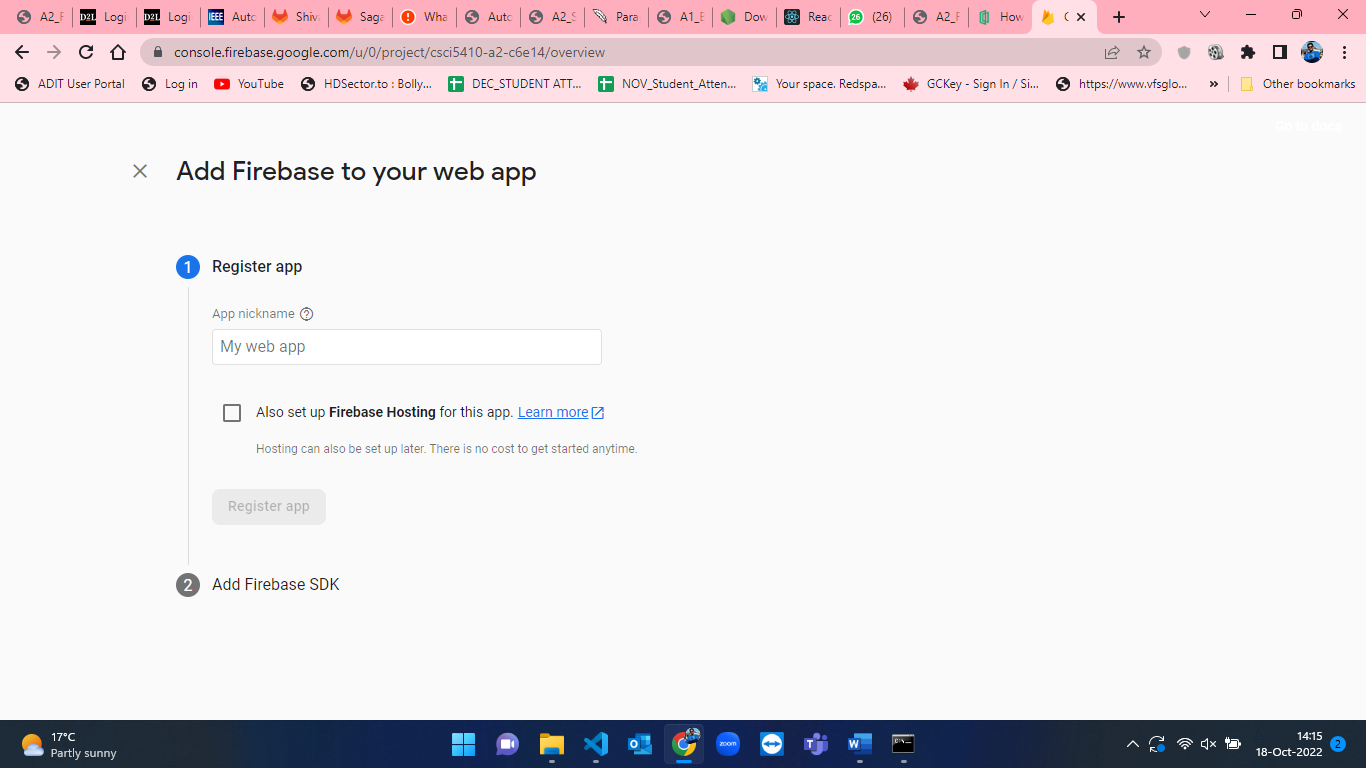 A2_F
Logi
Logi
Auto
Shiv
Saga
Wha
Auto
A2_S
Para
A1_E
Dow
Reac
(26)
A2_F
How
console.firebase.google.com/u/0/project/csci5410-a2-c6e14/overview
ADIT User Portal
Log in
YouTube
HDSector.to : Bolly...
DEC_STUDENT ATT...
NOV_Student_Atten...
Your space. Redspa...
GCKey - Sign In / Si...
https://www.vfsglo...
»
Other bookmarks
Go to docs
Add Firebase to your web app
1
Register app
App nickname
My web app
Also set up Firebase Hosting for this app. Learn more
Hosting can also be set up later. There is no cost to get started anytime.
Register app
2
Add Firebase SDK
17°C
Partly sunny
zoom
14:15
18-Oct-2022
2